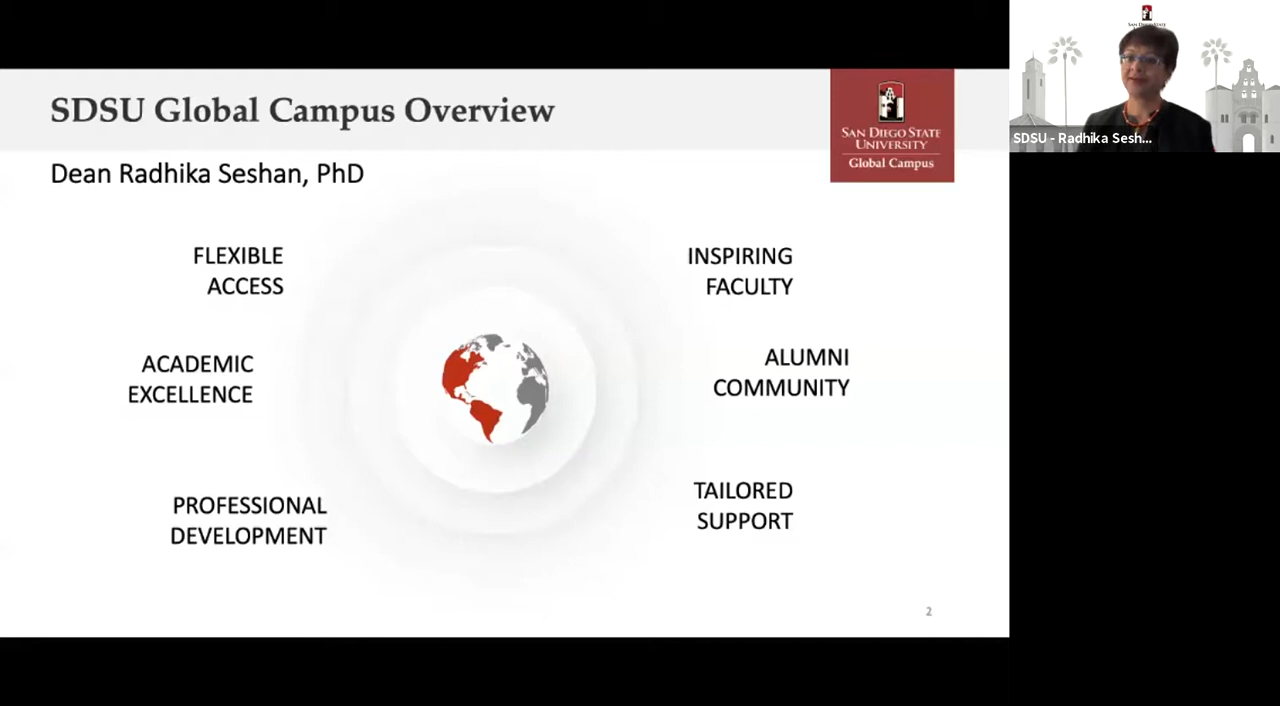 SDSU Global Campus Overview
SAN DIEGO STATE
UNIVERSITY
Global Campus
Dean Radhika Seshan, PhD
FLEXIBLE
ACCESS
INSPIRING
FACULTY
ACADEMIC
EXCELLENCE
ALUMNI
COMMUNITY
PROFESSIONAL
DEVELOPMENT
TAILORED
SUPPORT
2
SDSU - Radhika Sesh...